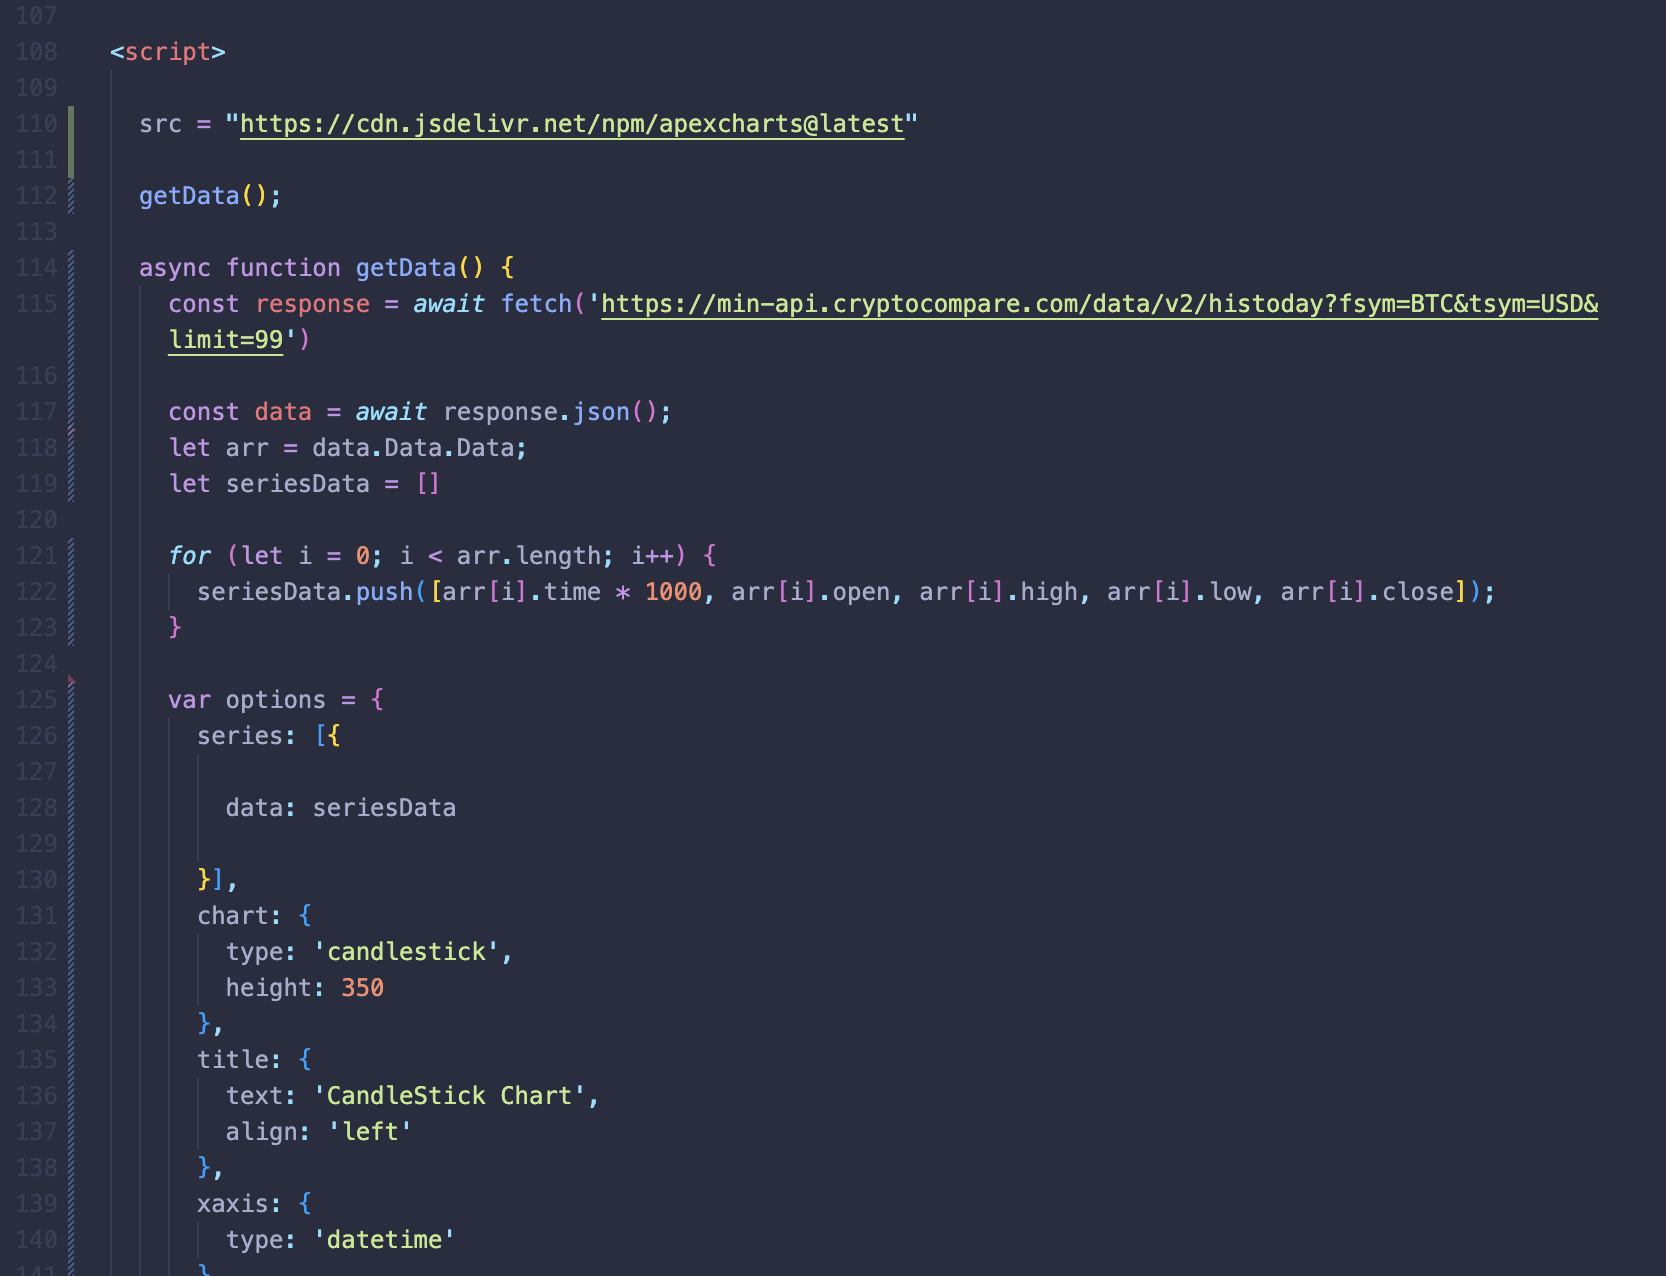 107
108 <script>
109
110 src = "https://cdn.jsdelivr.net/npm/apexcharts@latest"
111
112 getData();
113
114 async function getData() {
115 const response = await fetch('https://min-api.cryptocompare.com/data/v2/histoday?fsym=BTC&tsym=USD&
limit=99')
116
117 const data = await response.json();
118 let arr = data.Data.Data;
119 let seriesData = []
120
121 for (let i = 0; i < arr.length; i++) {
122 seriesData.push([arr[i].time * 1000, arr[i].open, arr[i].high, arr[i].low, arr[i].close]);
123 }
124
125 var options = {
126 series: [{
127
128 data: seriesData
129
130 }],
131 chart: {
132 type: 'candlestick',
133 height: 350
134 },
135 title: {
136 text: 'CandleStick Chart',
137 align: 'left'
138 },
139 xaxis: {
140 type: 'datetime'
141 }